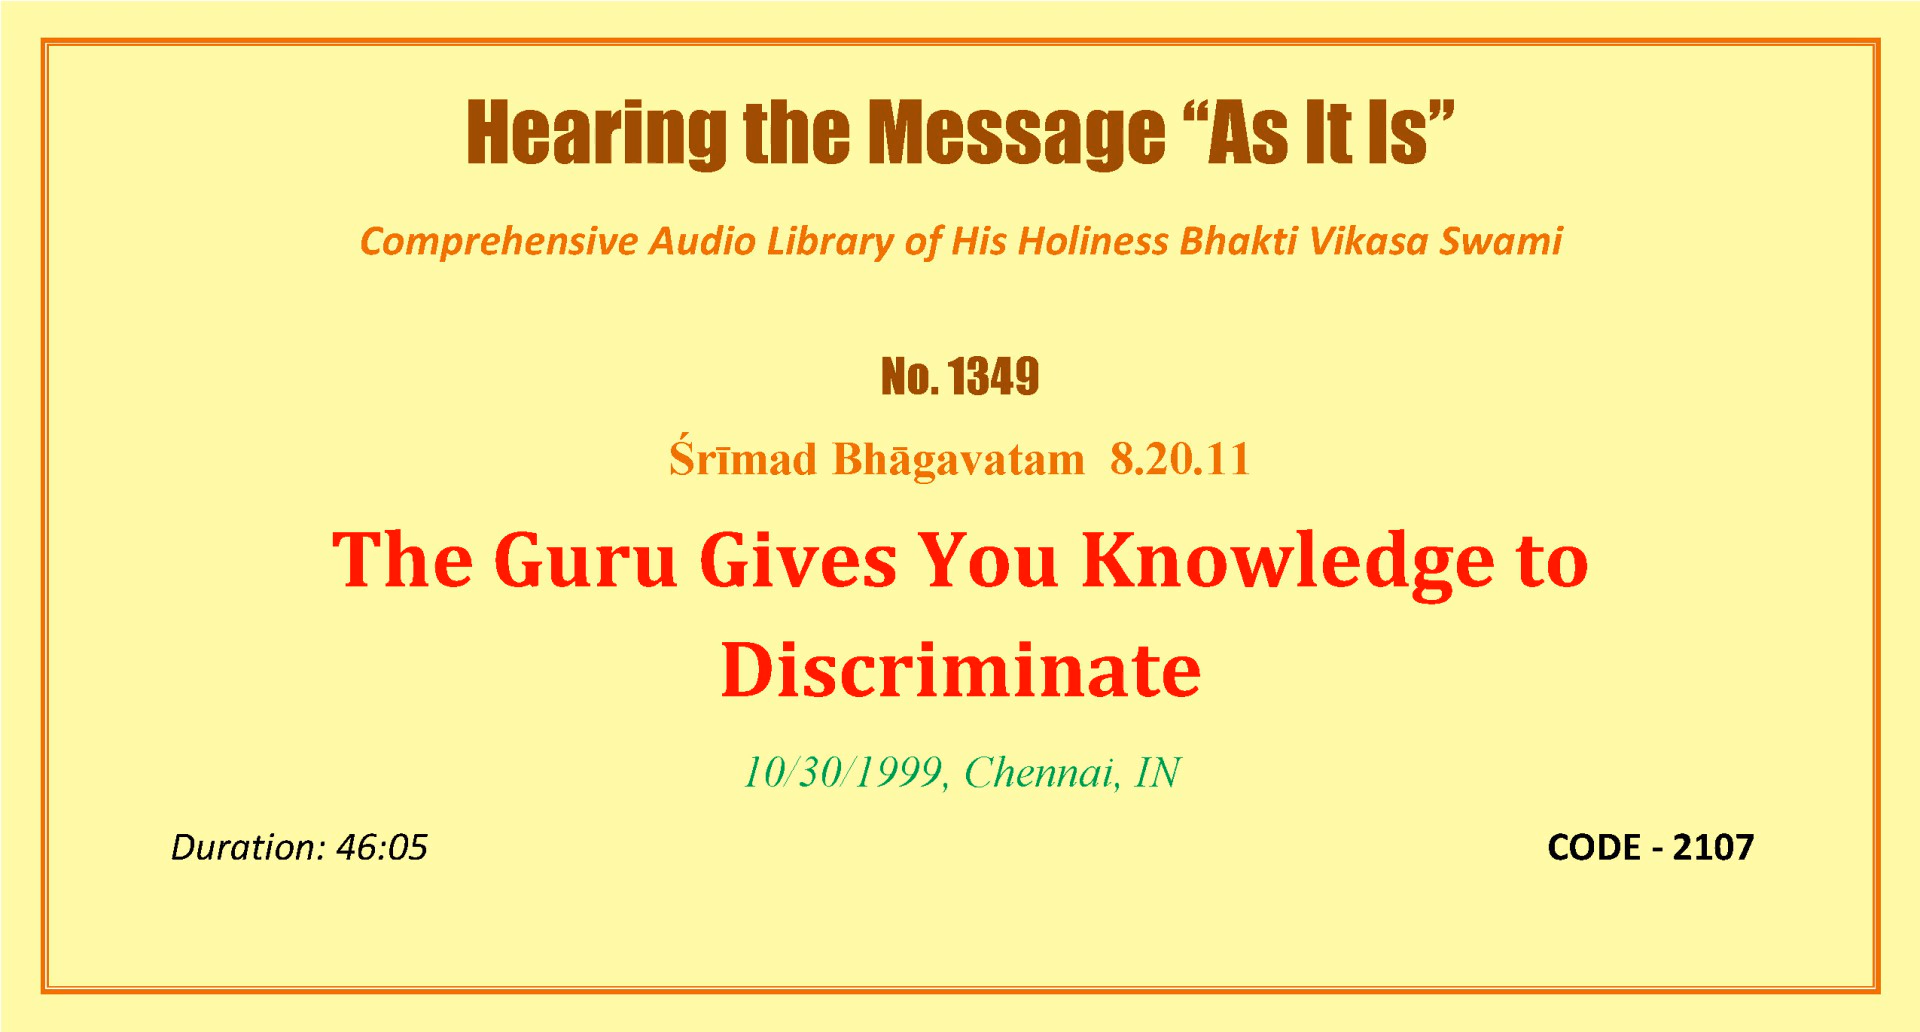 Hearing the Message “As It Is”
Comprehensive Audio Library of His Holiness Bhakti Vikasa Swami
No. 1349
Śrīmad Bhāgavatam 8.20.11
The Guru Gives You Knowledge to
Discriminate
10/30/1999, Chennai, IN
Duration: 46:05
CODE - 2107